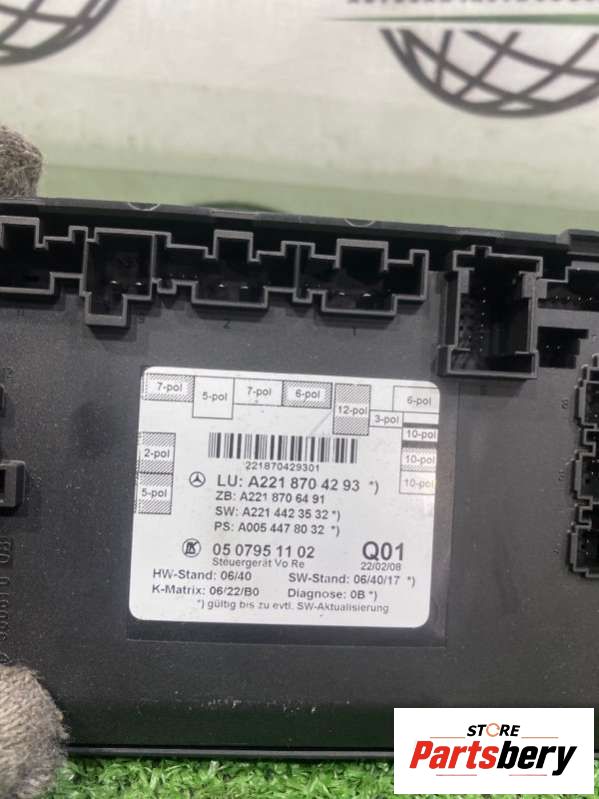 7-pol
5-pol
7-pol
6-pol
12-pol
3-pol
6-pol
10-pol
10-pol
10-pol
2-pol
5-pol
221870429301
LU: A221 870 42 93 *)
ZB: A221 870 64 91
SW: A221 442 35 32 *)
PS: A005 447 80 32 *)
05 0795 11 02 Q01
Steuergerät Vo Re 22/02/08
HW-Stand: 06/40 SW-Stand: 06/40/17 *)
K-Matrix: 06/22/B0 Diagnose: 0B *)
*) gültig bis zu evtl. SW-Aktualisierung
STORE
Partsbery